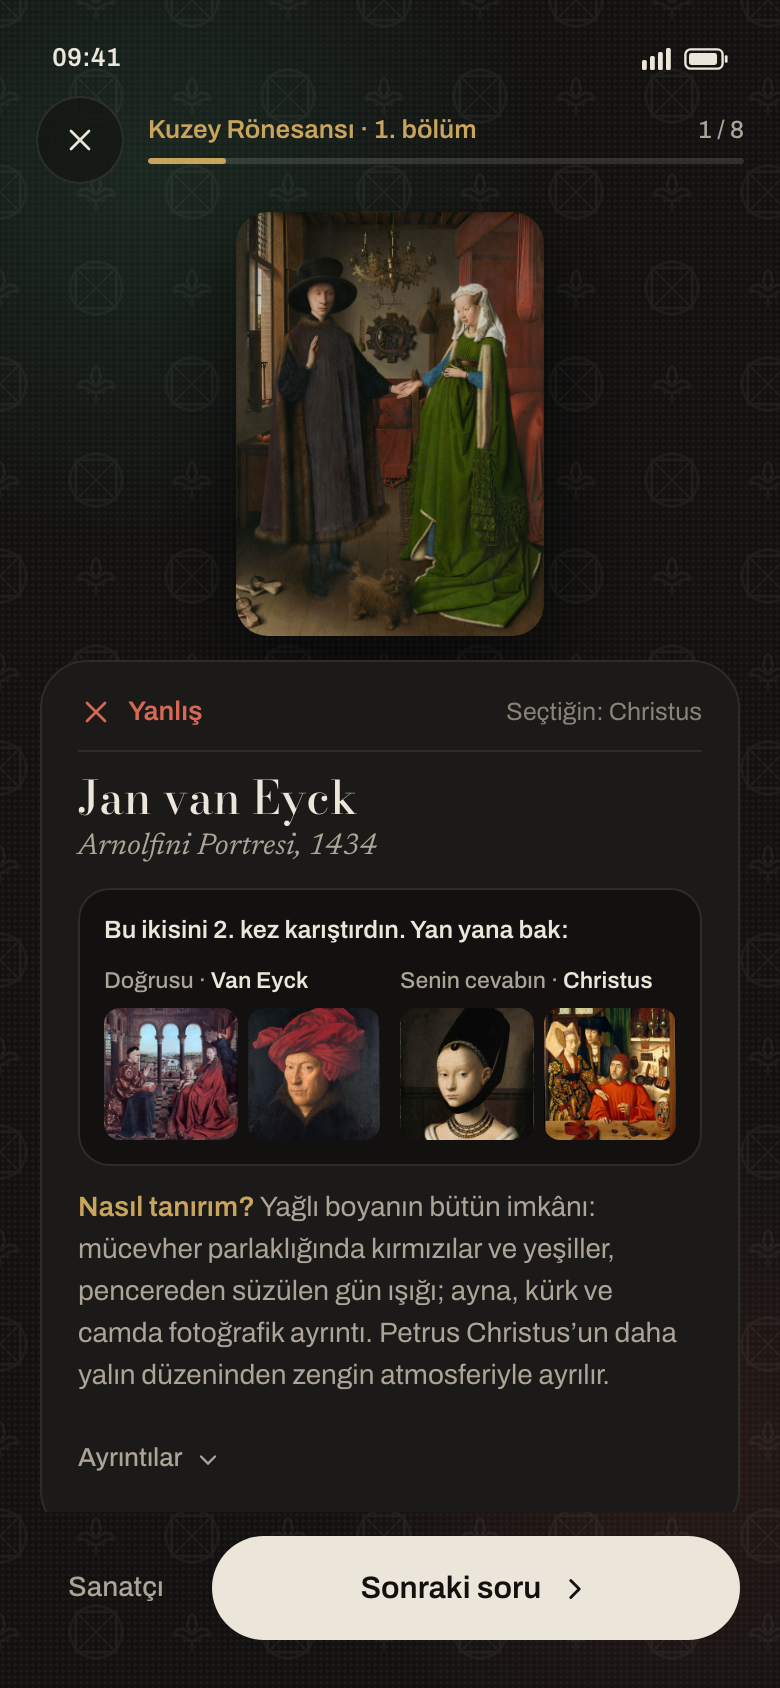 09:41
Kuzey Rönesansı · 1. bölüm
1 / 8
Yanlış
Seçtiğin: Christus
Jan van Eyck
Arnolfini Portresi, 1434
Bu ikisini 2. kez karıştırdın. Yan yana bak:
Doğrusu · Van Eyck
Senin cevabın · Christus
Nasıl tanırım? Yağlı boyanın bütün imkânı:
mücevher parlaklığında kırmızılar ve yeşiller,
pencereden süzülen gün ışığı; ayna, kürk ve
camda fotoğrafik ayrıntı. Petrus Christus’un daha
yalın düzeninden zengin atmosferiyle ayrılır.
Ayrıntılar
Sanatçı
Sonraki soru